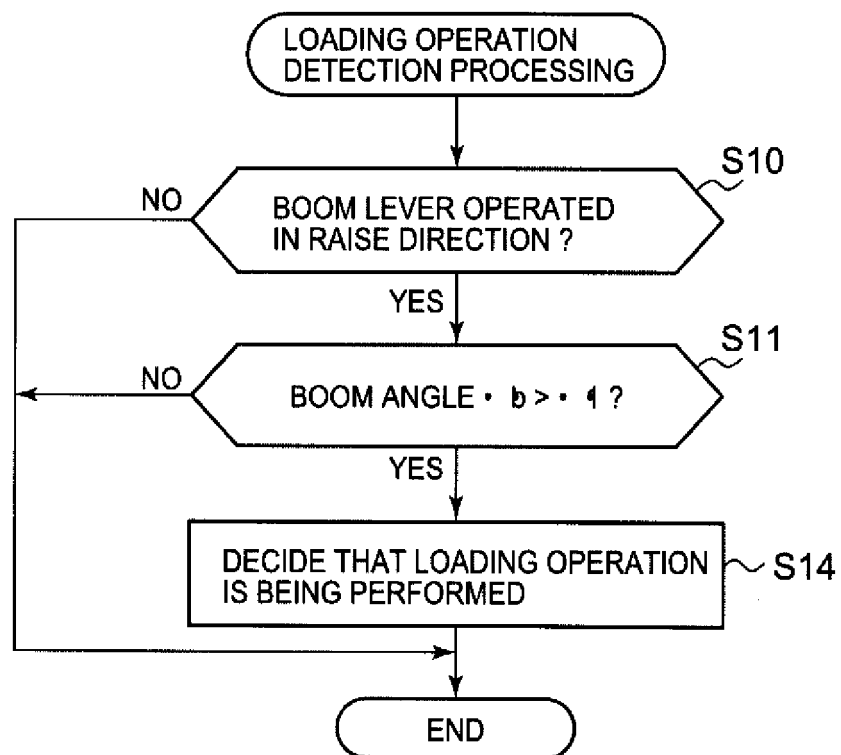 LOADING OPERATION
DETECTION PROCESSING
S10
NO
BOOM LEVER OPERATED
IN RAISE DIRECTION ?
YES
S11
NO
BOOM ANGLE • b > • ?
YES
DECIDE THAT LOADING OPERATION
IS BEING PERFORMED
S14
END